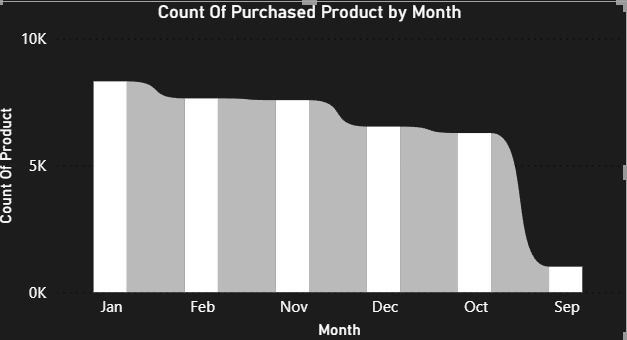 Count Of Purchased Product by Month
Count Of Product
10K
5K
0K
Jan Feb Nov Dec Oct Sep
Month